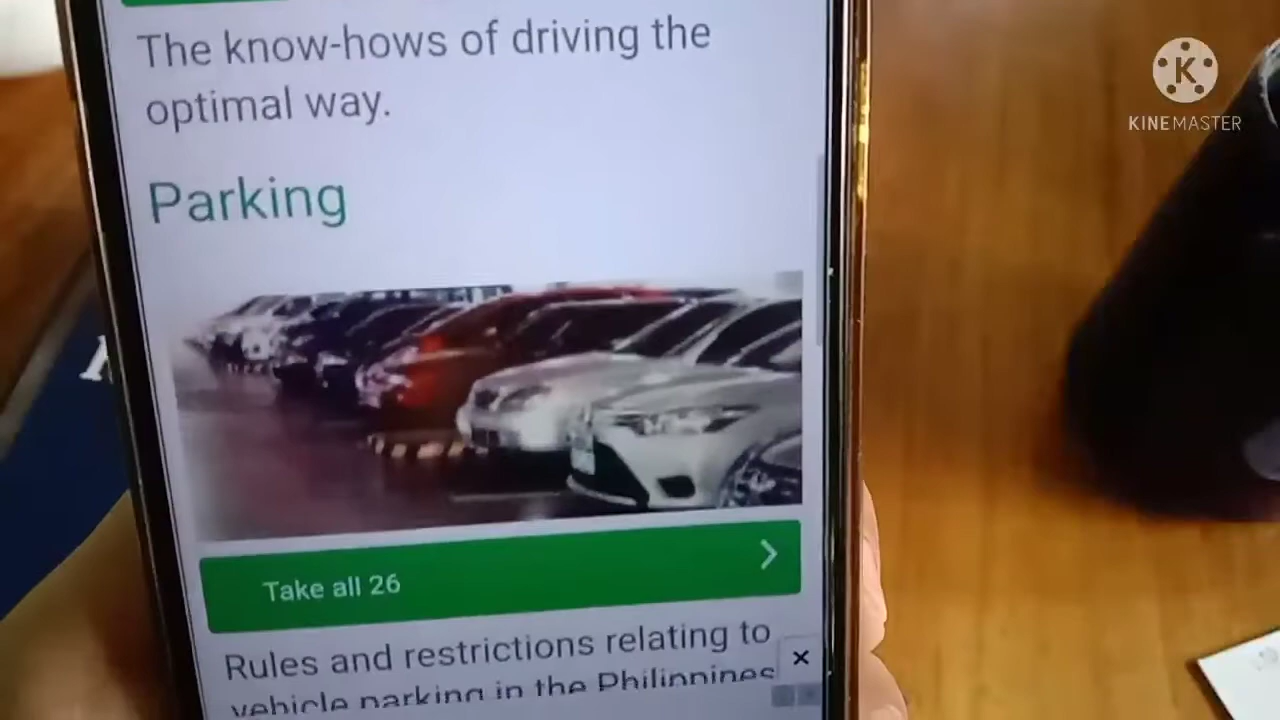 The know-hows of driving the
optimal way.
KINEMASTER
Parking
Take all 26
Rules and restrictions relating to
vehicle parking in the Philippines